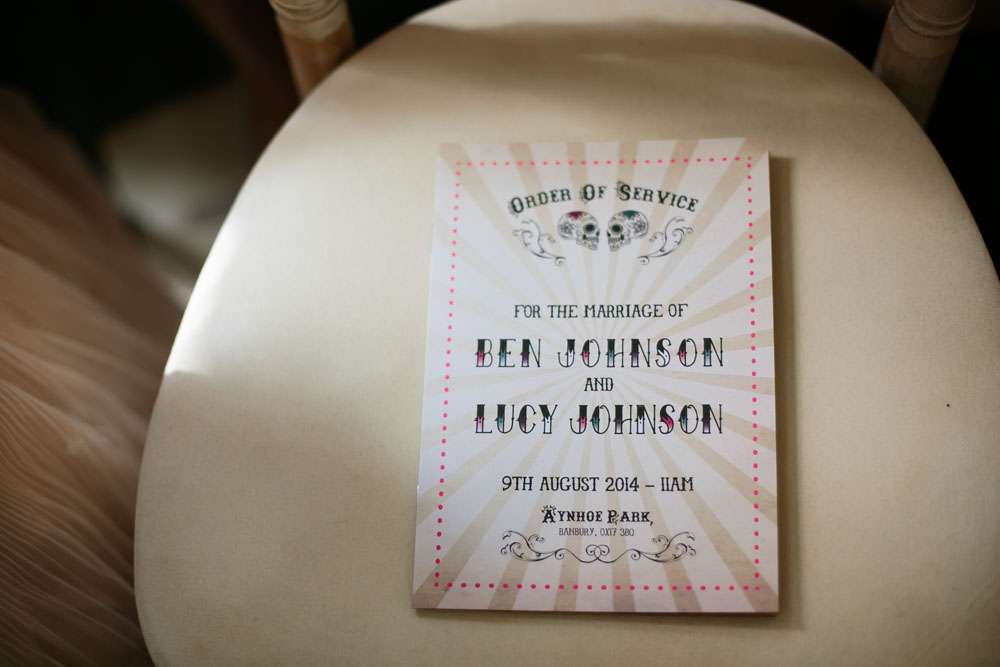 Order Of Service
FOR THE MARRIAGE OF
BEN JOHNSON
AND
LUCY JOHNSON
9TH AUGUST 2014 – 11AM
Aynhoe Park,
BANBURY, OX17 3BQ